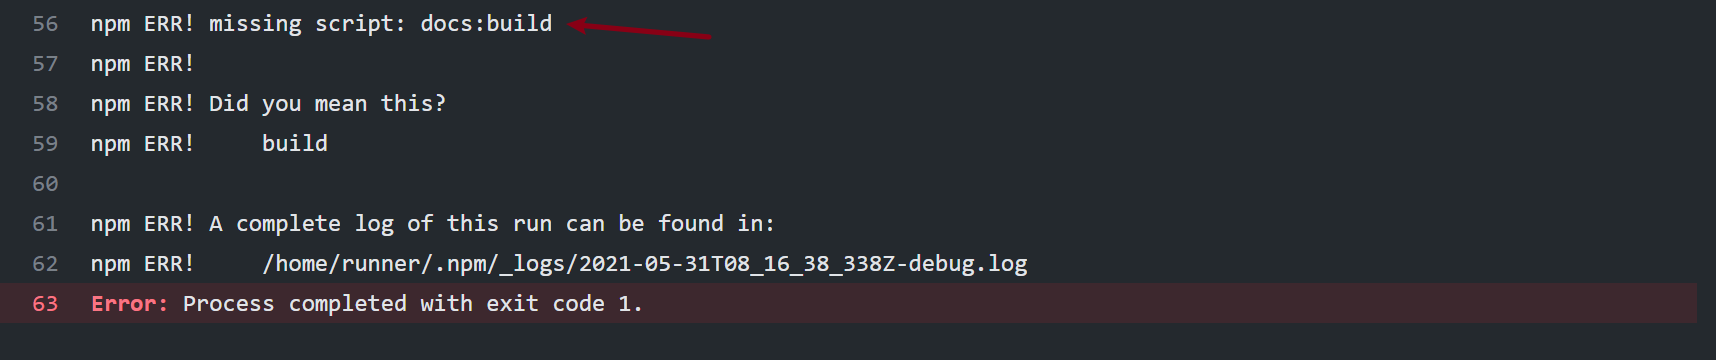 56 npm ERR! missing script: docs:build
57 npm ERR!
58 npm ERR! Did you mean this?
59 npm ERR!     build
60
61 npm ERR! A complete log of this run can be found in:
62 npm ERR!     /home/runner/.npm/_logs/2021-05-31T08_16_38_338Z-debug.log
63 Error: Process completed with exit code 1.